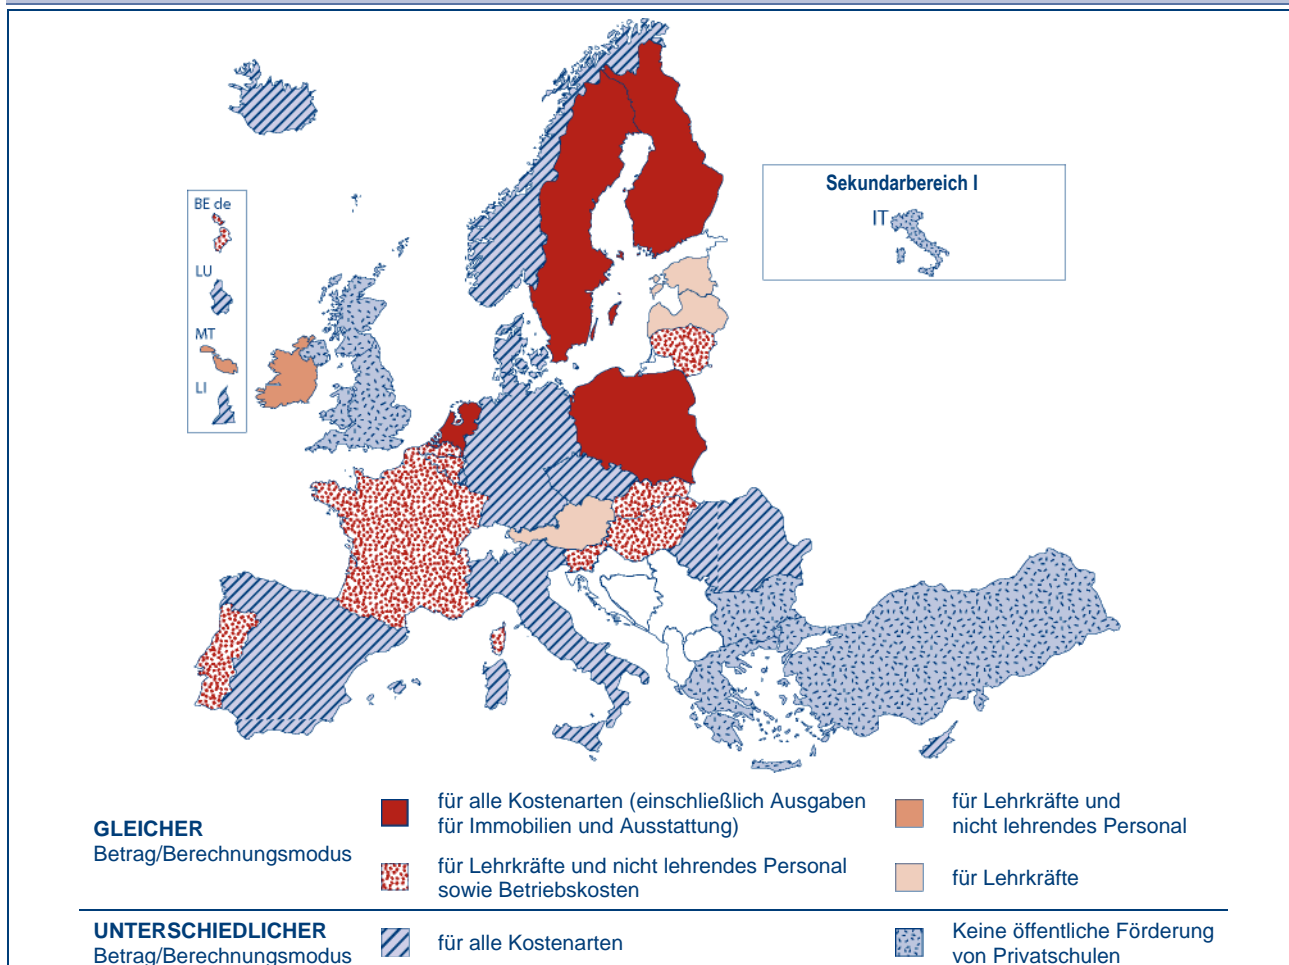 Sekundarbereich I
IT
BE de
LU
MT
LI
GLEICHER
Betrag/Berechnungsmodus
für alle Kostenarten (einschließlich Ausgaben
für Immobilien und Ausstattung)
für Lehrkräfte und
nicht lehrendes Personal
für Lehrkräfte und nicht lehrendes Personal
sowie Betriebskosten
für Lehrkräfte
UNTERSCHIEDLICHER
Betrag/Berechnungsmodus
für alle Kostenarten
Keine öffentliche Förderung
von Privatschulen